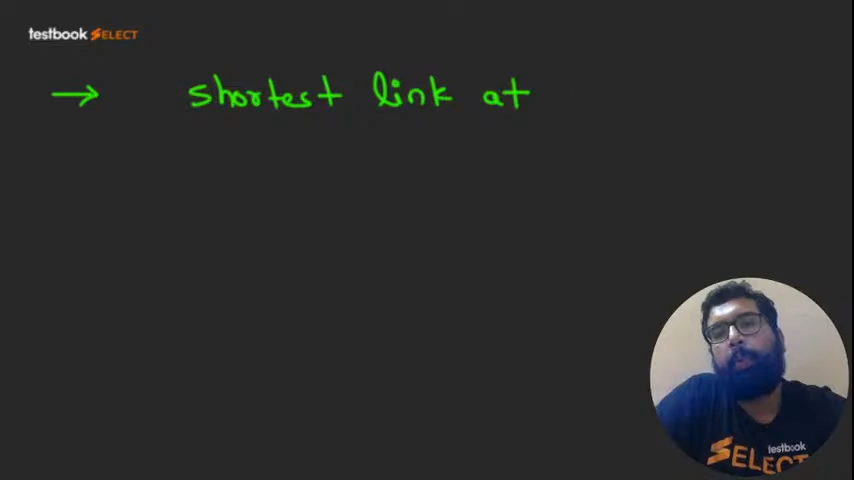 testbook SELECT
→ shortest link at
testbook
SELECT